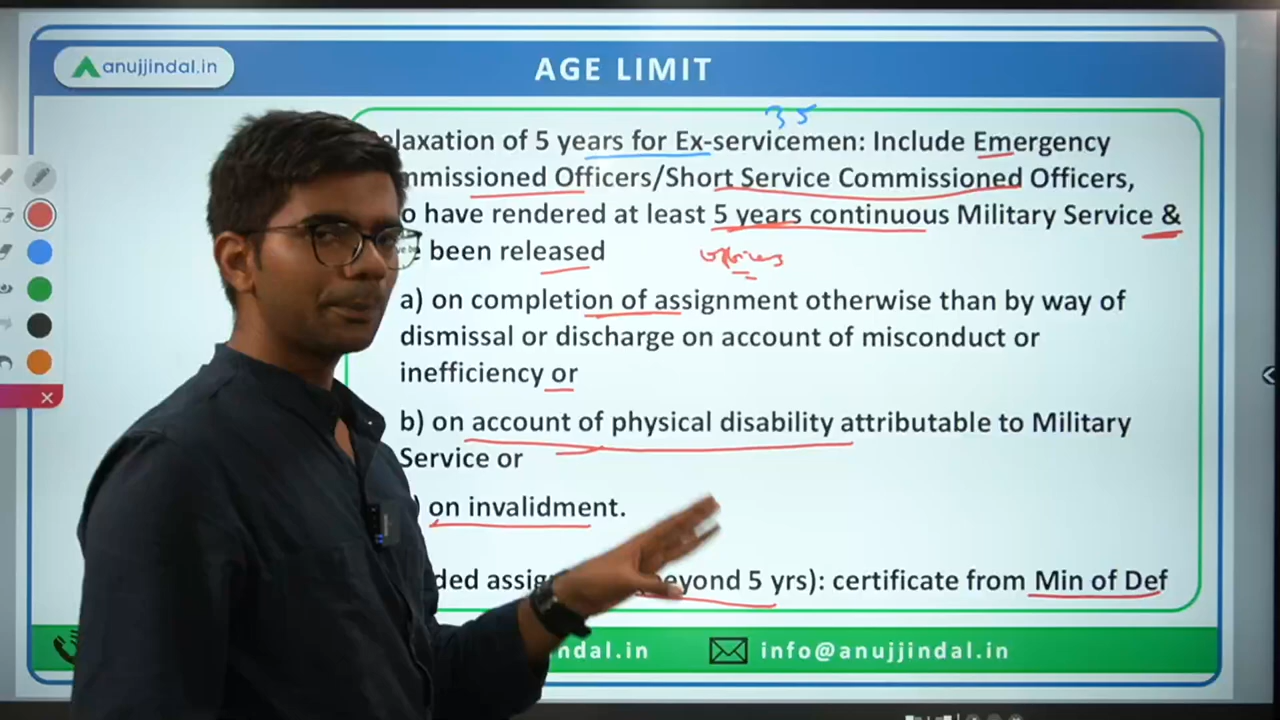 anujjindal.in
AGE LIMIT
35
elaxation of 5 years for Ex-servicemen: Include Emergency
mmissioned Officers/Short Service Commissioned Officers,
o have rendered at least 5 years continuous Military Service &
e been released
a) on completion of assignment otherwise than by way of
dismissal or discharge on account of misconduct or
inefficiency or
b) on account of physical disability attributable to Military
Service or
) on invalidment.
ded assig eyond 5 yrs): certificate from Min of Def
ndal.in info@anujjindal.in